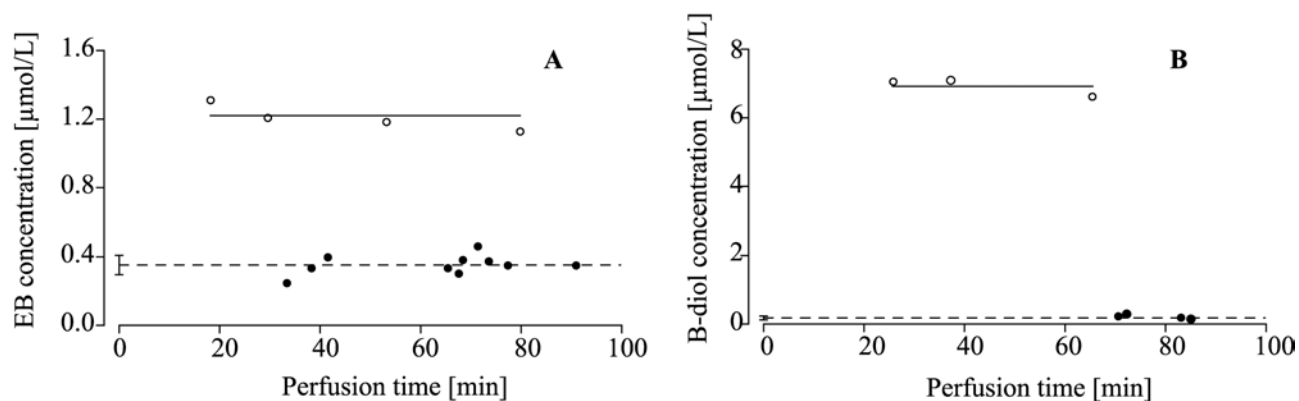 A
EB concentration [µmol/L]
1.6
1.2
0.8
0.4
0.0
0 20 40 60 80 100
Perfusion time [min]
B
B-diol concentration [µmol/L]
8
6
4
2
0
0 20 40 60 80 100
Perfusion time [min]